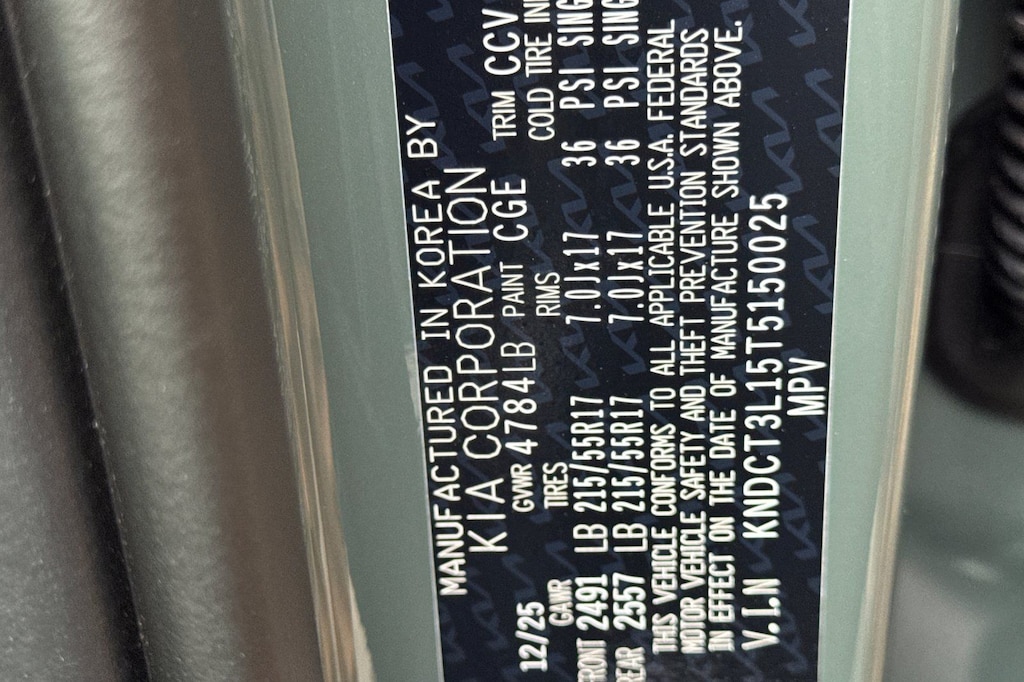 MANUFACTURED IN KOREA BY
KIA CORPORATION
12/25 GVWR 4784LB PAINT CGE TRIM CCV
GAWR TIRES RIMS COLD TIRE
FRONT 2491 LB 215/55R17 7.0Jx17 36 PSI
REAR 2557 LB 215/55R17 7.0Jx17 36 PSI
THIS VEHICLE CONFORMS TO ALL APPLICABLE U.S.A. FEDERAL
MOTOR VEHICLE SAFETY AND THEFT PREVENTION STANDARDS
IN EFFECT ON THE DATE OF MANUFACTURE SHOWN ABOVE.
V.I.N KNDCT3L15T5150025
MPV